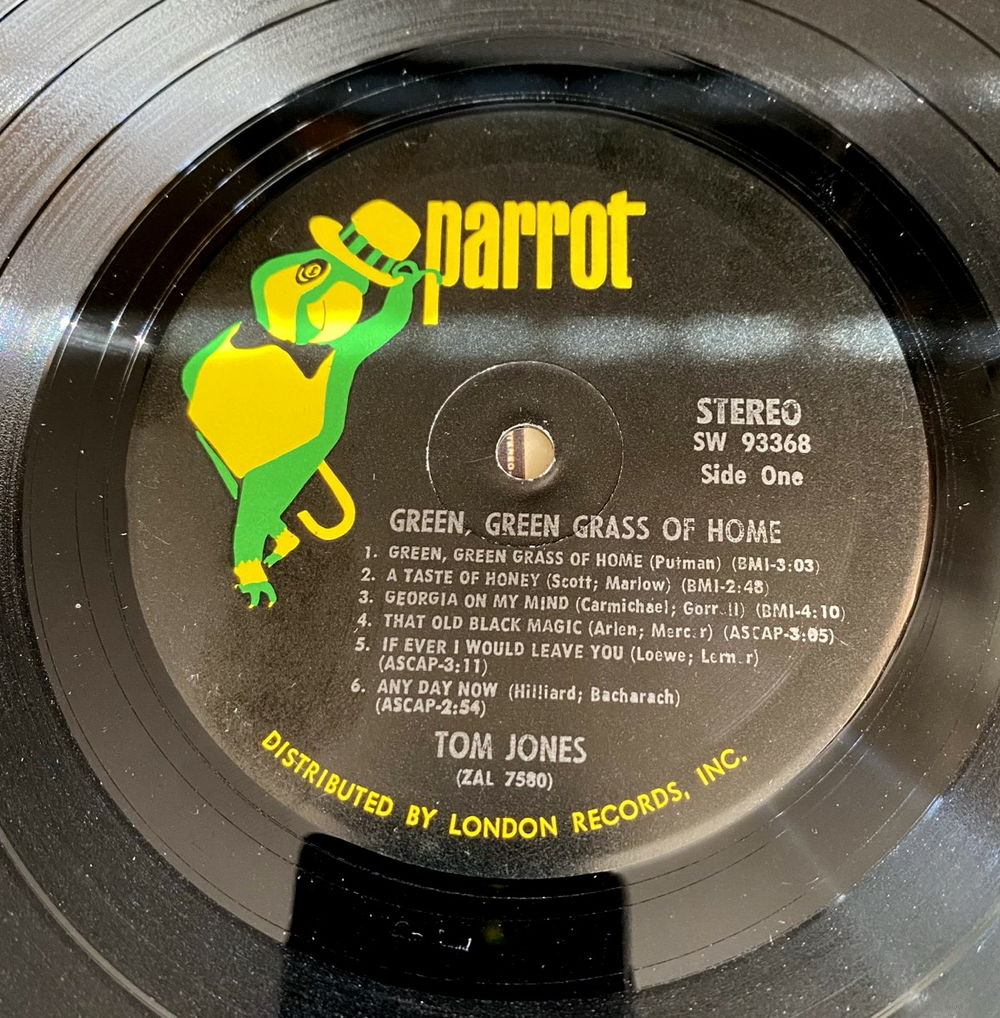 parrot
STEREO
SW 93368
Side One
GREEN, GREEN GRASS OF HOME
1. GREEN, GREEN GRASS OF HOME (Putman) (BMI-3:03)
2. A TASTE OF HONEY (Scott; Marlow) (BMI-2:48)
3. GEORGIA ON MY MIND (Carmichael; (BMI-4:10)
4. THAT OLD BLACK MAGIC (Arlen; (ASCAP-3:05)
5. IF EVER I WOULD LEAVE YOU (Loewe;
(ASCAP-3:11)
6. ANY DAY NOW (Hilliard; Bacharach)
(ASCAP-2:54)
TOM JONES
(ZAL 7580)
DISTRIBUTED BY LONDON RECORDS, INC.